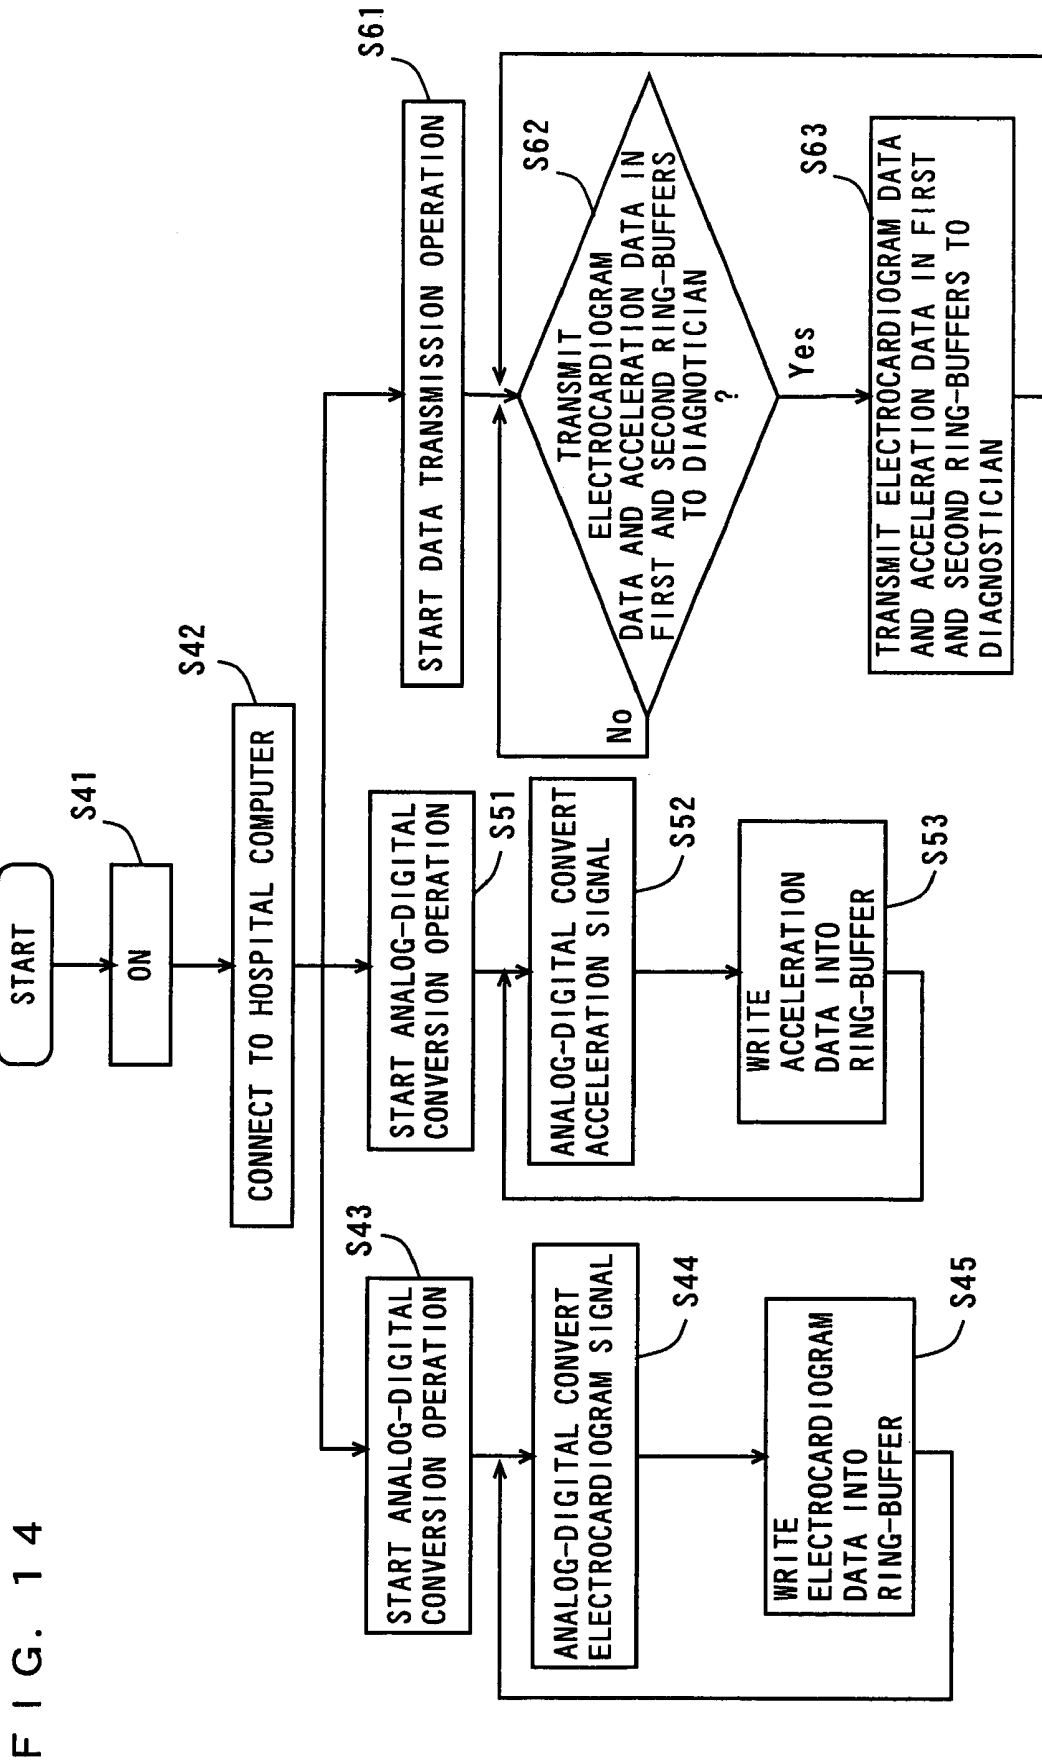 FIG. 14
START
S41
ON
S42
CONNECT TO HOSPITAL COMPUTER
S43
START ANALOG-DIGITAL
CONVERSION OPERATION
S44
ANALOG-DIGITAL CONVERT
ELECTROCARDIOGRAM SIGNAL
S45
WRITE
ELECTROCARDIOGRAM
DATA INTO
RING-BUFFER
START ANALOG-DIGITAL
CONVERSION OPERATION
S51
ANALOG-DIGITAL CONVERT
ACCELERATION SIGNAL
S52
WRITE
ACCELERATION
DATA INTO
RING-BUFFER
S53
S61
START DATA TRANSMISSION OPERATION
S62
TRANSMIT
ELECTROCARDIOGRAM
DATA AND ACCELERATION DATA IN
FIRST AND SECOND RING-BUFFERS
TO DIAGNOTICIAN
?
No
Yes
S63
TRANSMIT ELECTROCARDIOGRAM DATA
AND ACCELERATION DATA IN FIRST
AND SECOND RING-BUFFERS TO
DIAGNOSTICIAN